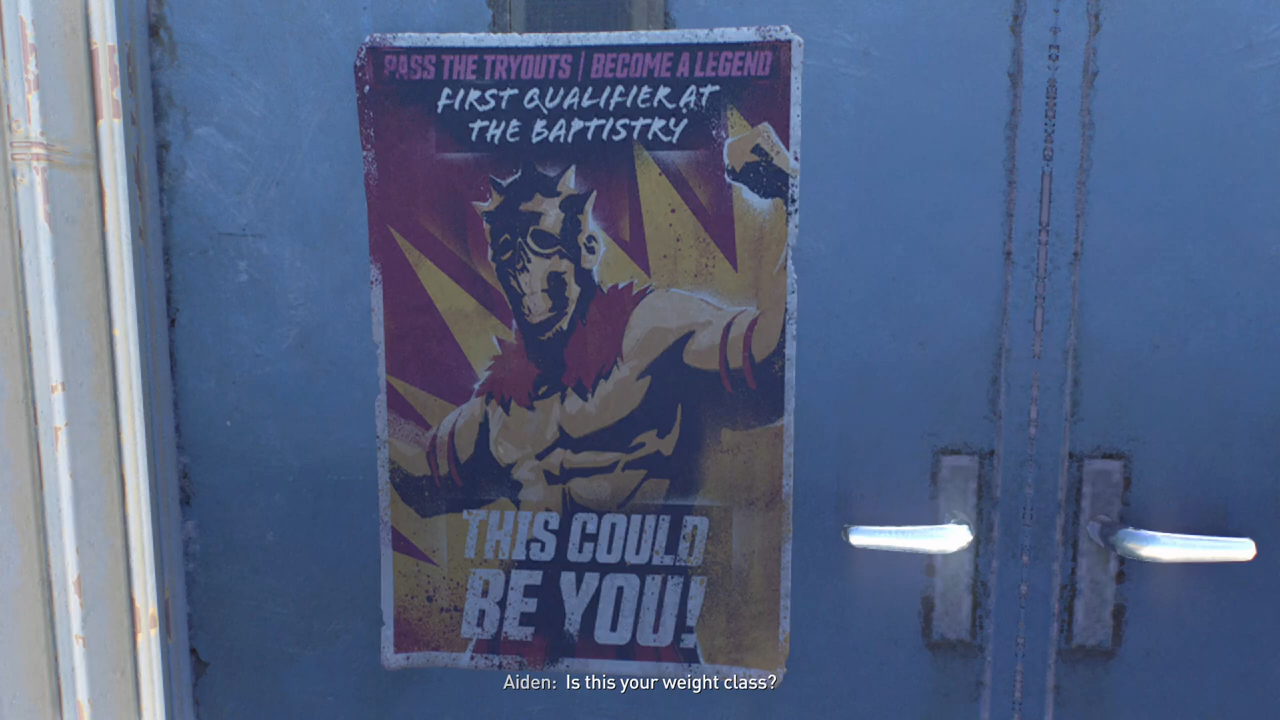 PASS THE TRYOUTS | BECOME A LEGEND
FIRST QUALIFIER AT
THE BAPTISTRY
THIS COULD
BE YOU!
Aiden: Is this your weight class?